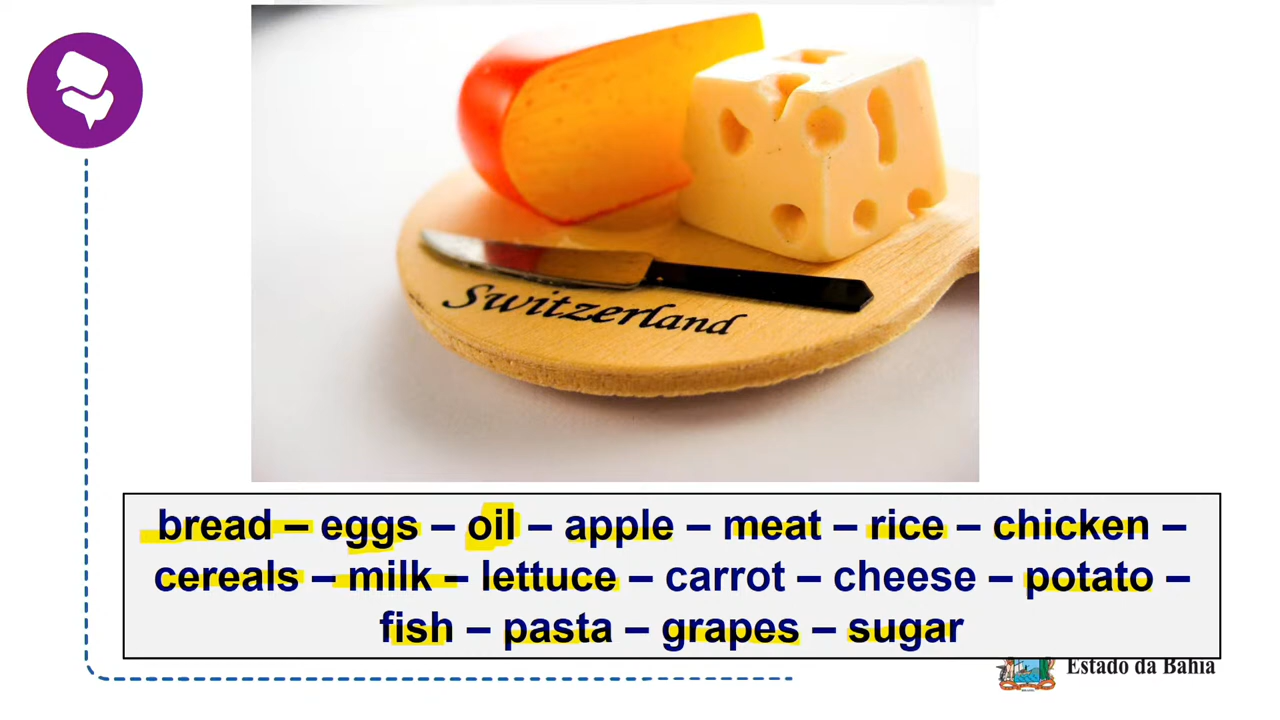 Switzerland
bread – eggs – oil – apple – meat – rice – chicken –
cereals – milk – lettuce – carrot – cheese – potato –
fish – pasta – grapes – sugar
Estado da Bahia